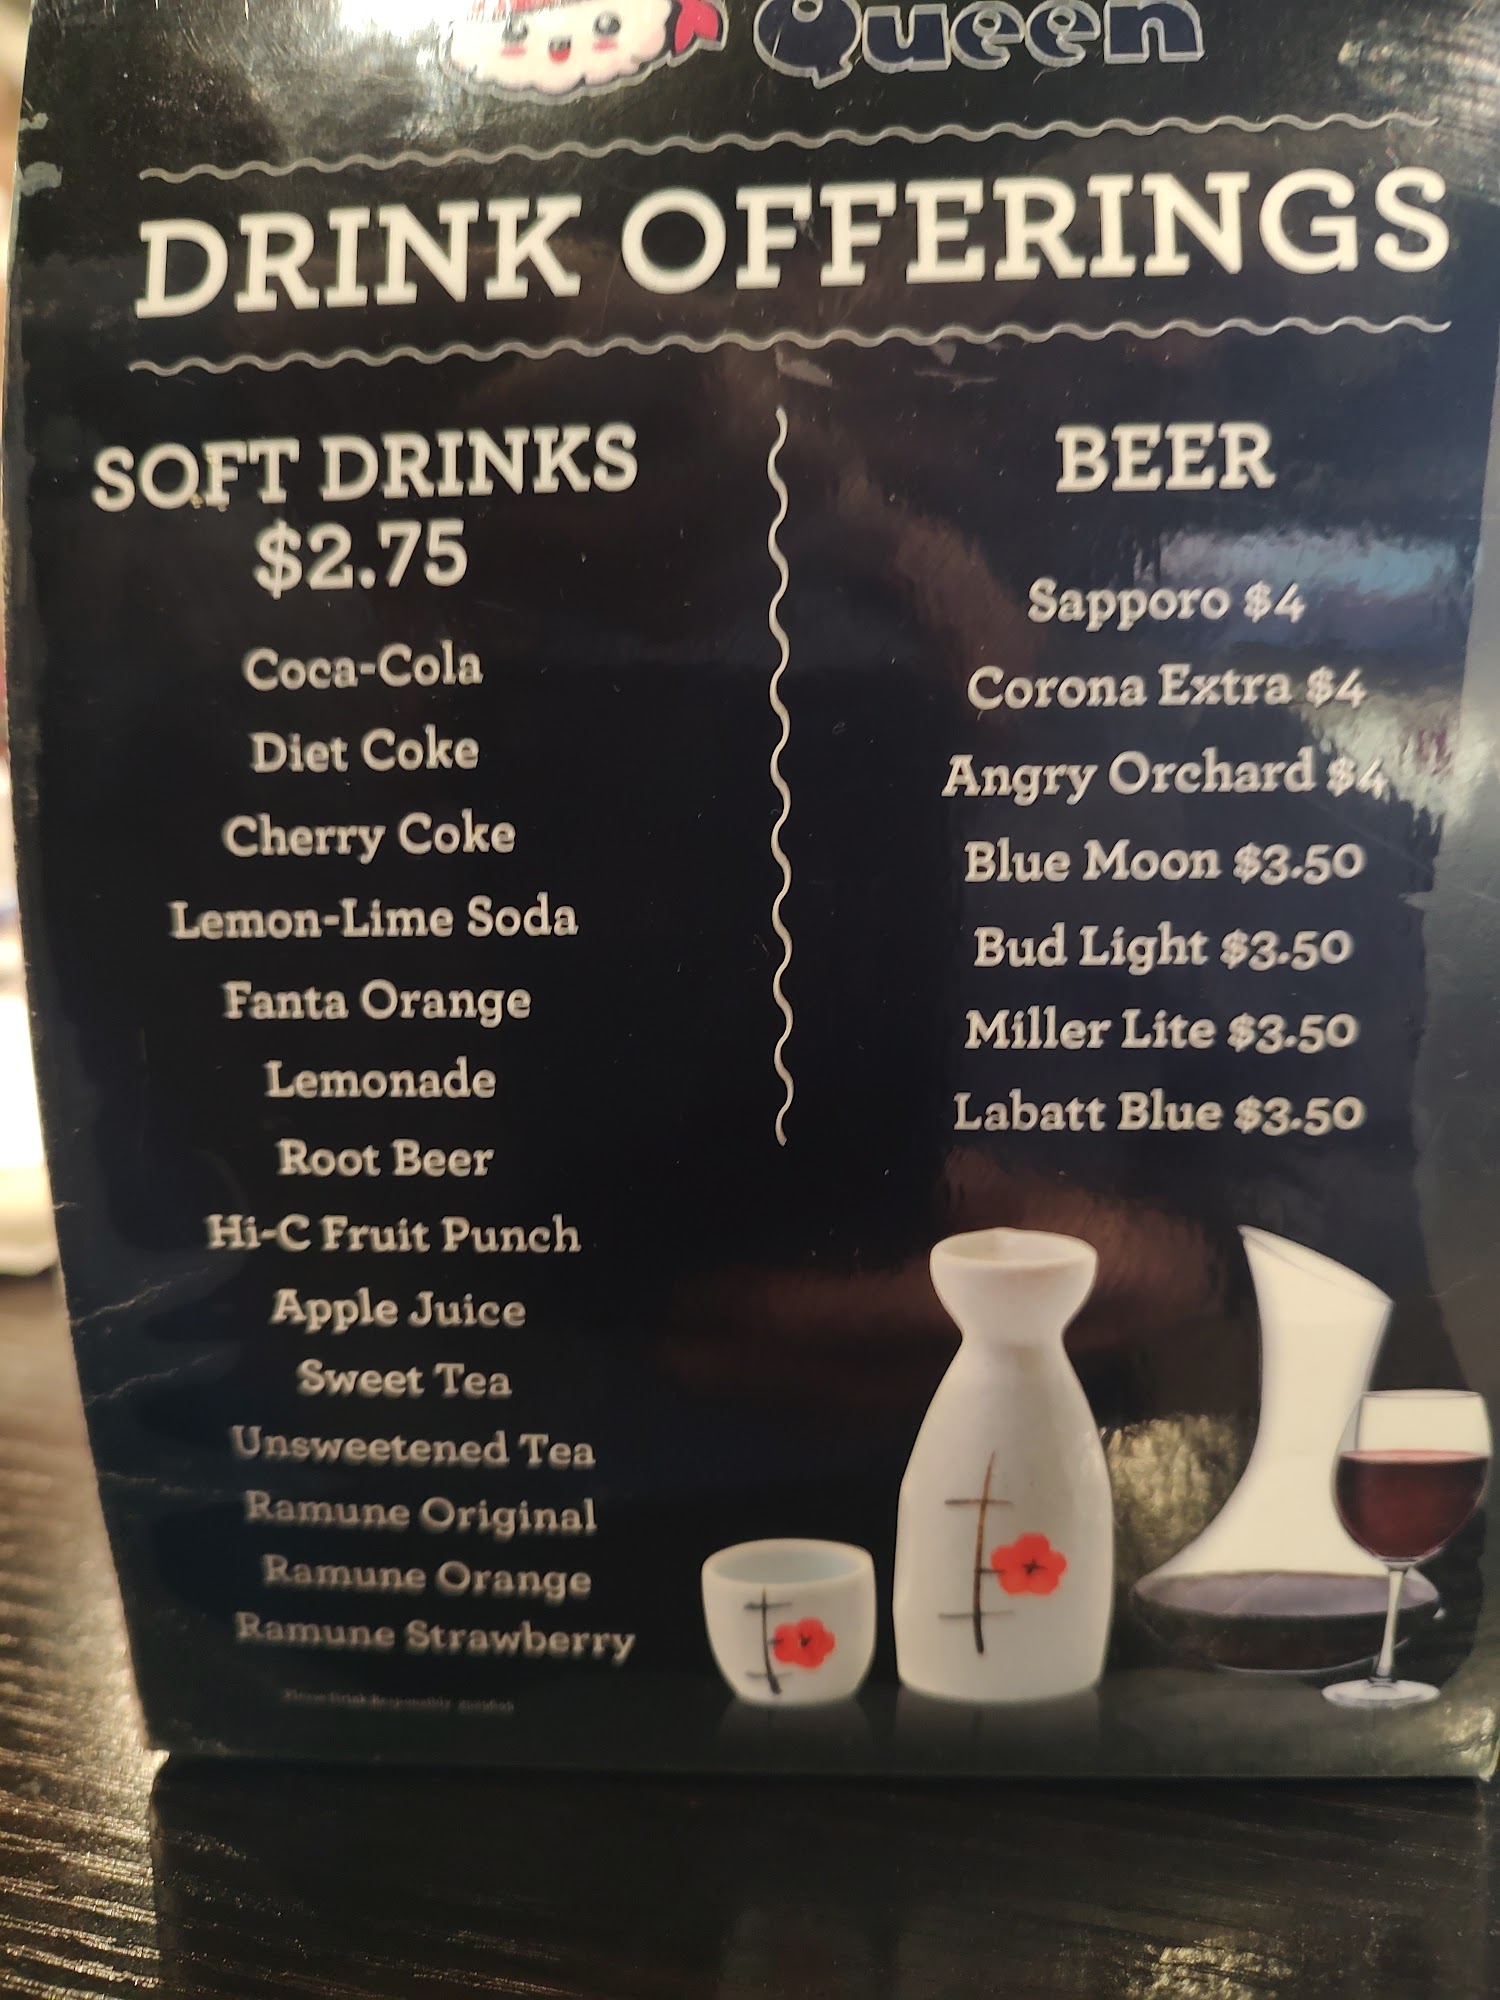 Queen
DRINK OFFERINGS
SOFT DRINKS
$2.75
Coca-Cola
Diet Coke
Cherry Coke
Lemon-Lime Soda
Fanta Orange
Lemonade
Root Beer
Hi-C Fruit Punch
Apple Juice
Sweet Tea
Unsweetened Tea
Ramune Original
Ramune Orange
Ramune Strawberry
Please Drink Responsibly
BEER
Sapporo $4
Corona Extra $4
Angry Orchard $4
Blue Moon $3.50
Bud Light $3.50
Miller Lite $3.50
Labatt Blue $3.50